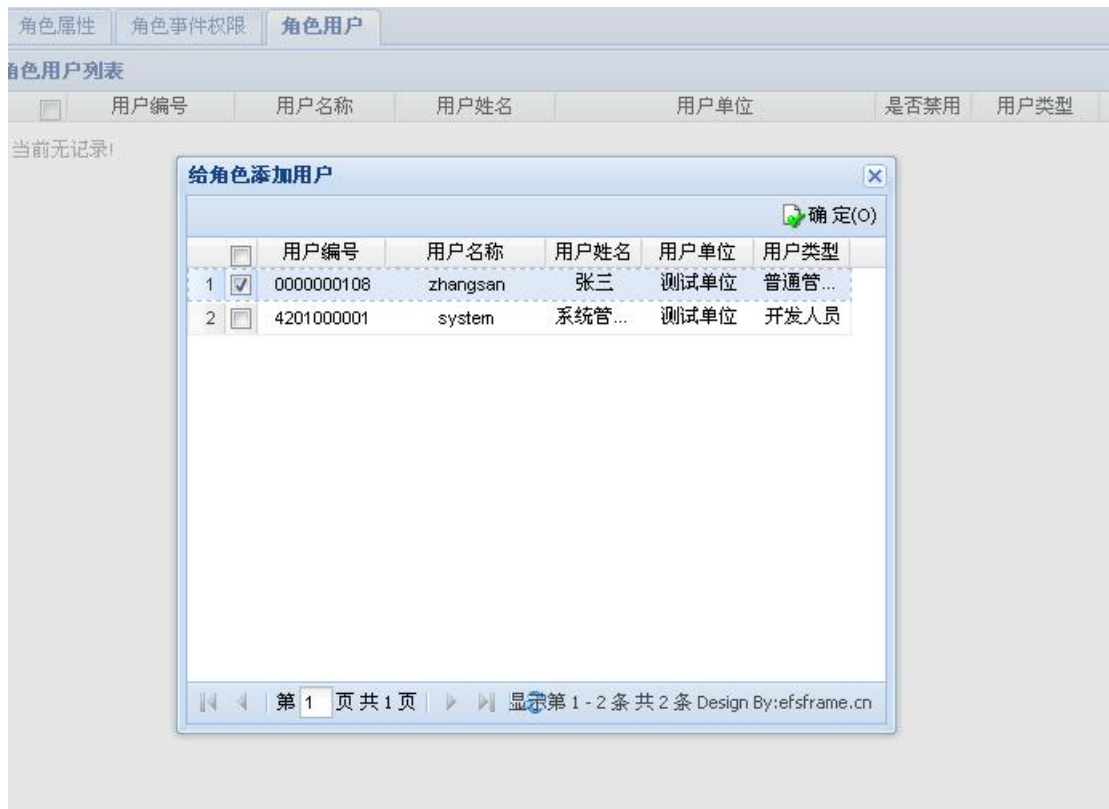 角色属性 角色事件权限 角色用户
角色用户列表
用户编号 用户名称 用户姓名 用户单位 是否禁用 用户类型
当前无记录!
给角色添加用户
确 定(O)
用户编号 用户名称 用户姓名 用户单位 用户类型
1 0000000108 zhangsan 张三 测试单位 普通管...
2 4201000001 system 系统管... 测试单位 开发人员
第 1 页 共 1 页 显示第 1 - 2 条 共 2 条 Design By:efsframe.cn